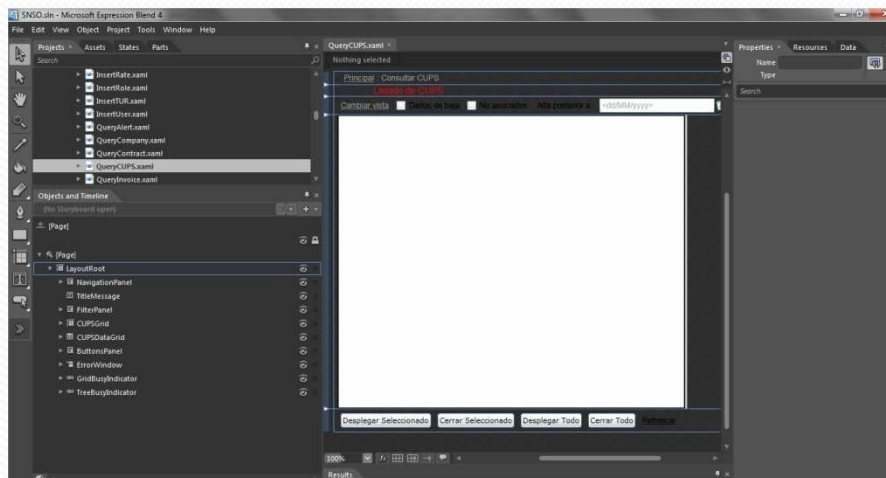 SNSO.sln - Microsoft Expression Blend 4
File Edit View Object Project Tools Window Help
Projects × Assets States Parts
Search
InsertRate.xaml
InsertRole.xaml
InsertTUR.xaml
InsertUser.xaml
QueryAlert.xaml
QueryCompany.xaml
QueryContract.xaml
QueryCUPS.xaml
QueryInvoice.xaml
Objects and Timeline
(No Storyboard open)
[Page]
[Page]
LayoutRoot
NavigationPanel
TitleMessage
FilterPanel
CUPSGrid
CUPSDataGrid
ButtonsPanel
ErrorWindow
GridBusyIndicator
TreeBusyIndicator
QueryCUPS.xaml ×
Nothing selected
Principal : Consultar CUPS
Listado de CUPS
Cambiar vista Dados de baja No asociados Alta posterior a <dd/MM/yyyy>
Desplegar Seleccionado Cerrar Seleccionado Desplegar Todo Cerrar Todo Refrescar
100%
Results
Properties × Resources Data
Name
Type
Search